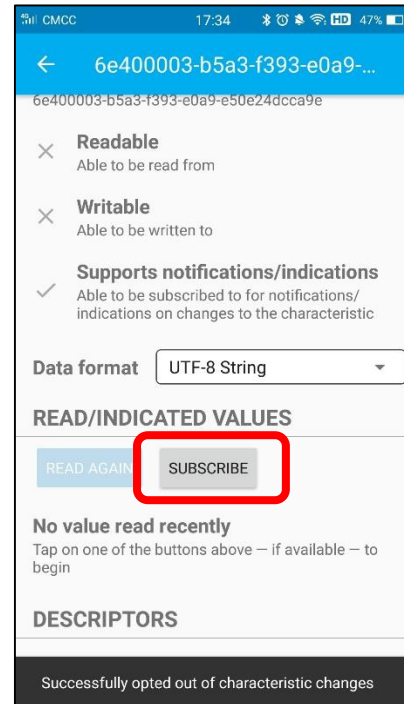 4G CMCC 17:34 HD 47%
6e400003-b5a3-f393-e0a9-...
6e400003-b5a3-f393-e0a9-e50e24dcca9e
Readable
Able to be read from
Writable
Able to be written to
Supports notifications/indications
Able to be subscribed to for notifications/
indications on changes to the characteristic
Data format UTF-8 String
READ/INDICATED VALUES
READ AGAIN SUBSCRIBE
No value read recently
Tap on one of the buttons above — if available — to
begin
DESCRIPTORS
Successfully opted out of characteristic changes